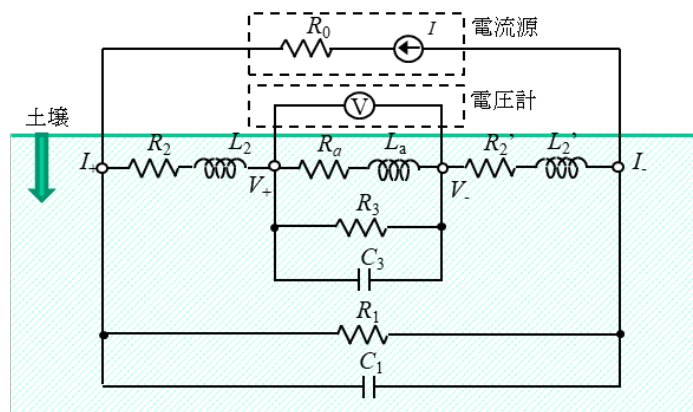 R0
I
電流源
電圧計
V
土壌
I+
R2
L2
V+
Ra
La
V-
R2'
L2'
I-
R3
C3
R1
C1